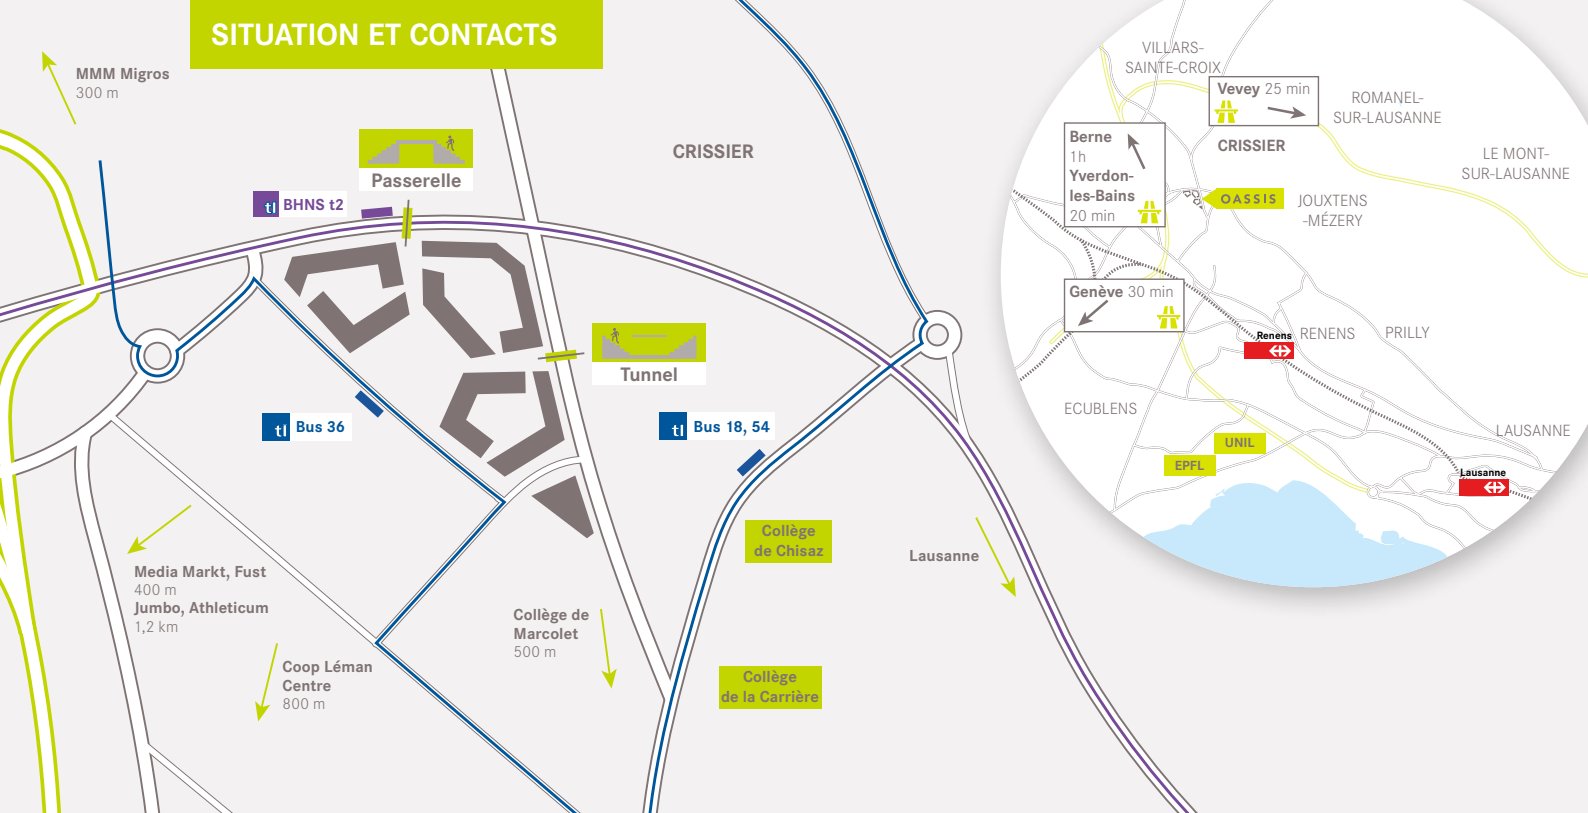 SITUATION ET CONTACTS
MMM Migros
300 m
Passerelle
tl BHNS t2
CRISSIER
Tunnel
tl Bus 36
tl Bus 18, 54
Collège
de Chisaz
Lausanne
Media Markt, Fust
400 m
Jumbo, Athleticum
1,2 km
Collège de
Marcolet
500 m
Coop Léman
Centre
800 m
Collège
de la Carrière
VILLARS-
SAINTE-CROIX
Vevey 25 min
ROMANEL-
SUR-LAUSANNE
Berne
1h
Yverdon-
les-Bains
20 min
CRISSIER
LE MONT-
SUR-LAUSANNE
OASSIS
JOUXTENS
-MÉZERY
Genève 30 min
Renens
RENENS
PRILLY
ECUBLENS
LAUSANNE
UNIL
EPFL
Lausanne